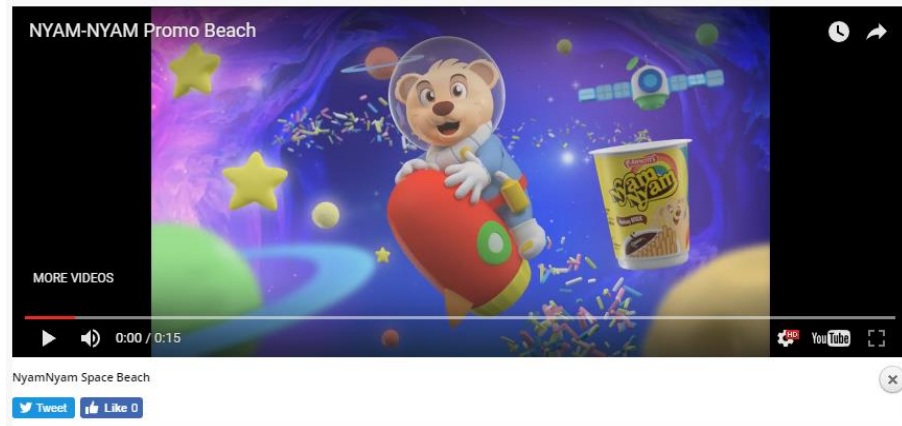 NYAM-NYAM Promo Beach
Nyam
Nyam
MORE VIDEOS
0:00 / 0:15
HD
YouTube
NyamNyam Space Beach
Tweet
Like 0